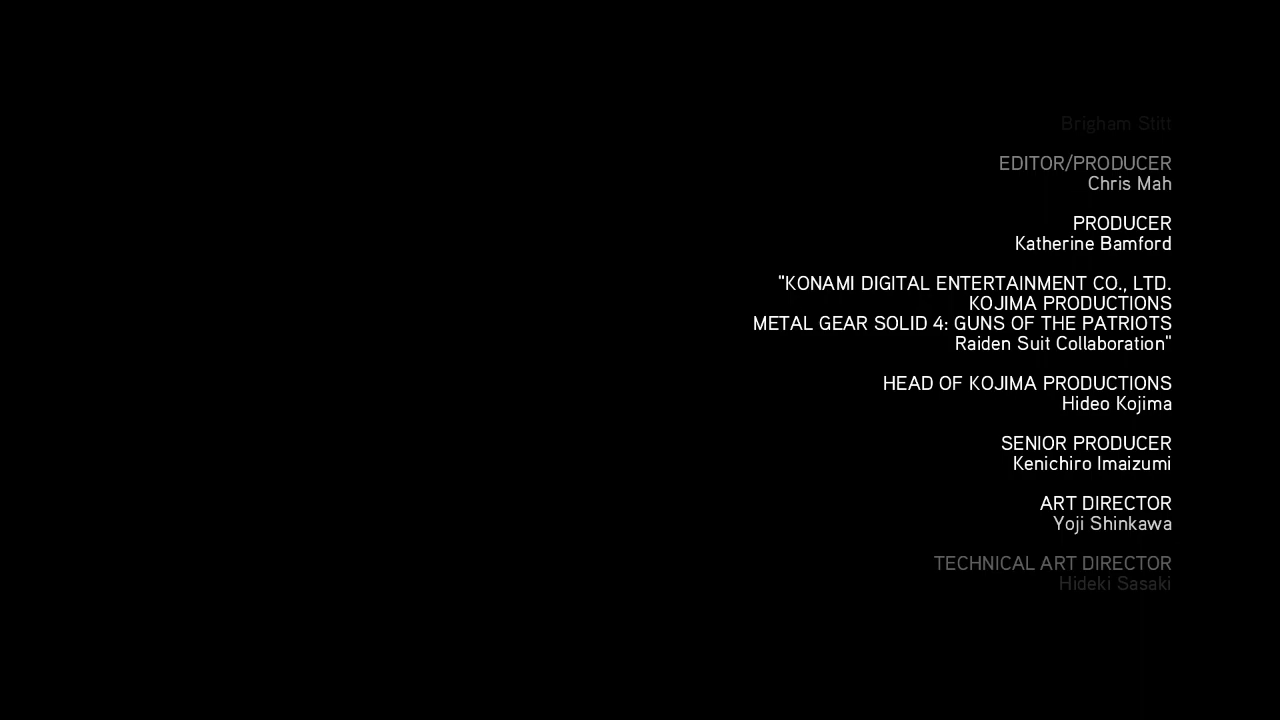 Brigham Stitt
EDITOR/PRODUCER
Chris Mah
PRODUCER
Katherine Bamford
"KONAMI DIGITAL ENTERTAINMENT CO., LTD.
KOJIMA PRODUCTIONS
METAL GEAR SOLID 4: GUNS OF THE PATRIOTS
Raiden Suit Collaboration"
HEAD OF KOJIMA PRODUCTIONS
Hideo Kojima
SENIOR PRODUCER
Kenichiro Imaizumi
ART DIRECTOR
Yoji Shinkawa
TECHNICAL ART DIRECTOR
Hideki Sasaki